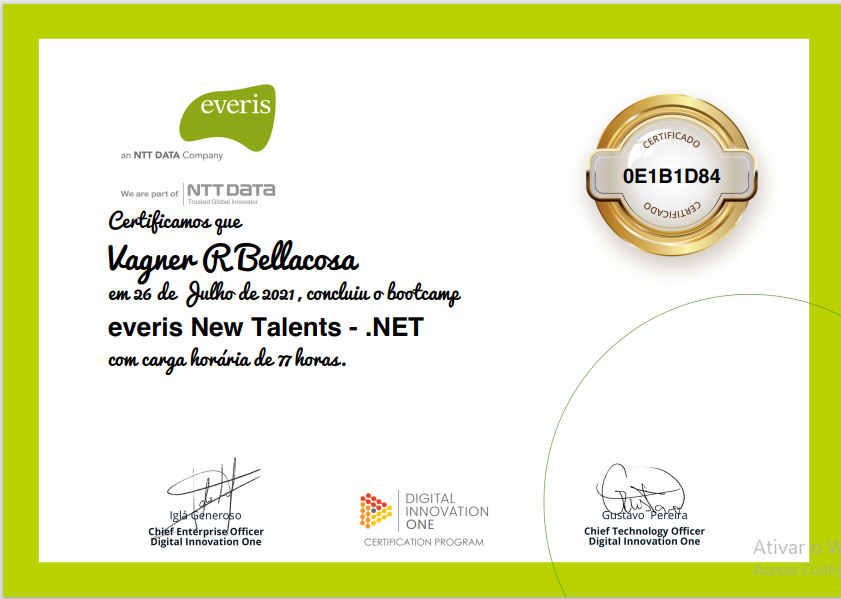 everis
an NTT DATA Company
We are part of NTT DATA
Trusted Global Innovator
CERTIFICADO
0E1B1D84
CERTIFICADO
Certificamos que
Vagner R Bellacosa
em 26 de Julho de 2021, concluiu o bootcamp
everis New Talents - .NET
com carga horária de 77 horas.
Iglá Generoso
Chief Enterprise Officer
Digital Innovation One
DIGITAL
INNOVATION
ONE
CERTIFICATION PROGRAM
Gustavo Pereira
Chief Technology Officer
Digital Innovation One
Ativar o W
Acesse Config